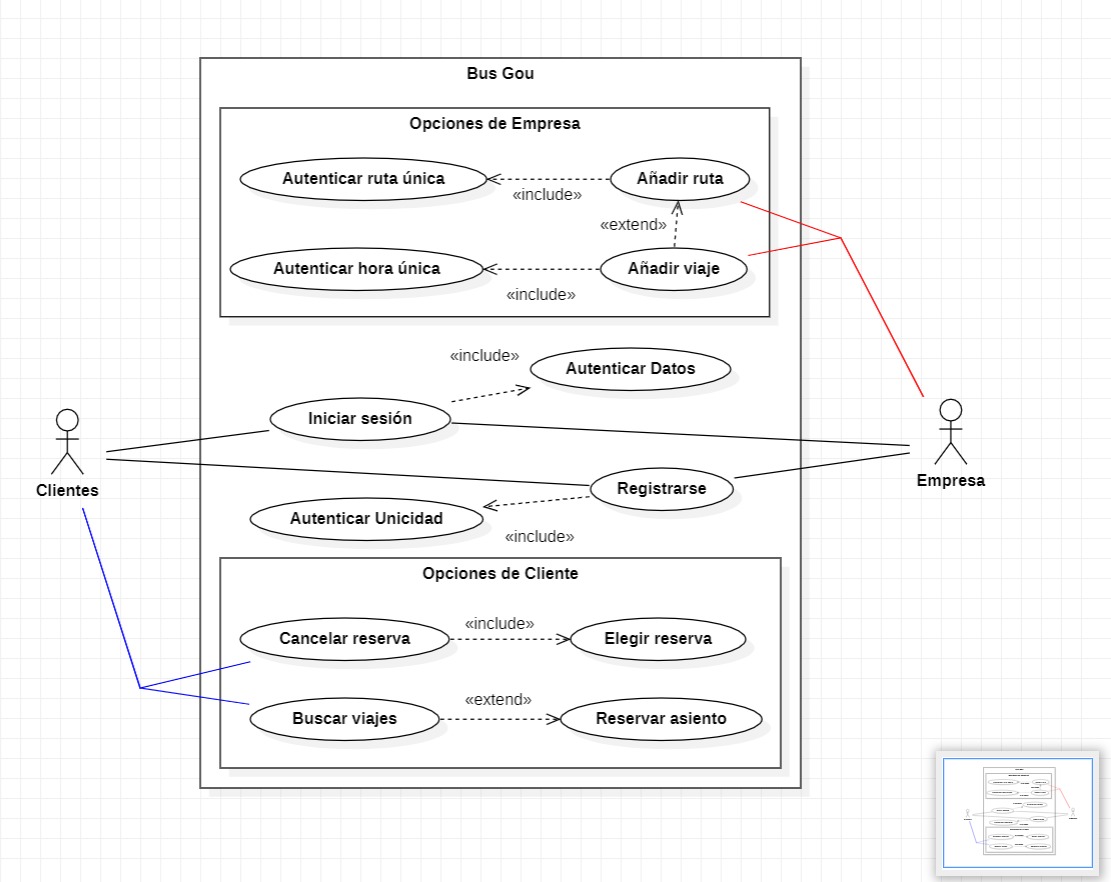 Bus Gou
Opciones de Empresa
Autenticar ruta única
«include»
Añadir ruta
«extend»
Autenticar hora única
«include»
Añadir viaje
«include»
Autenticar Datos
Iniciar sesión
Clientes
Empresa
Registrarse
Autenticar Unicidad
«include»
Opciones de Cliente
Cancelar reserva
«include»
Elegir reserva
Buscar viajes
«extend»
Reservar asiento